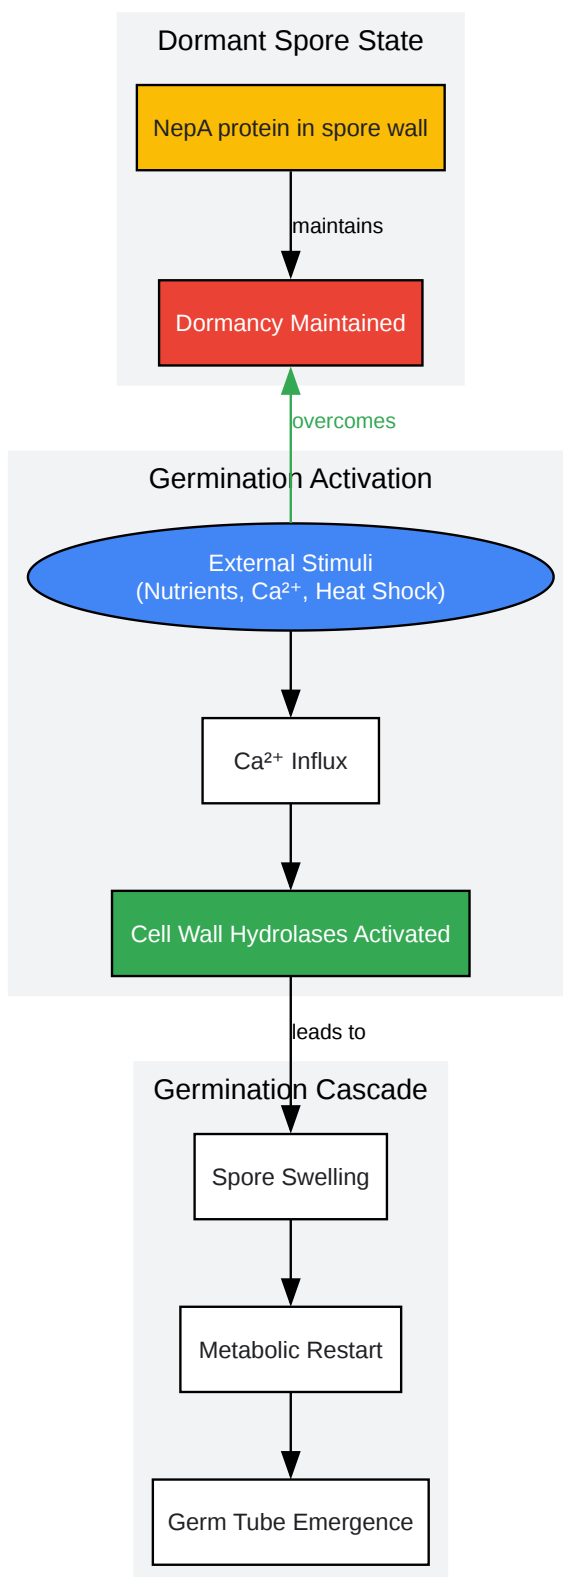 Dormant Spore State
NepA protein in spore wall
maintains
Dormancy Maintained
overcomes
Germination Activation
External Stimuli
(Nutrients, Ca²⁺, Heat Shock)
Ca²⁺ Influx
Cell Wall Hydrolases Activated
leads to
Germination Cascade
Spore Swelling
Metabolic Restart
Germ Tube Emergence